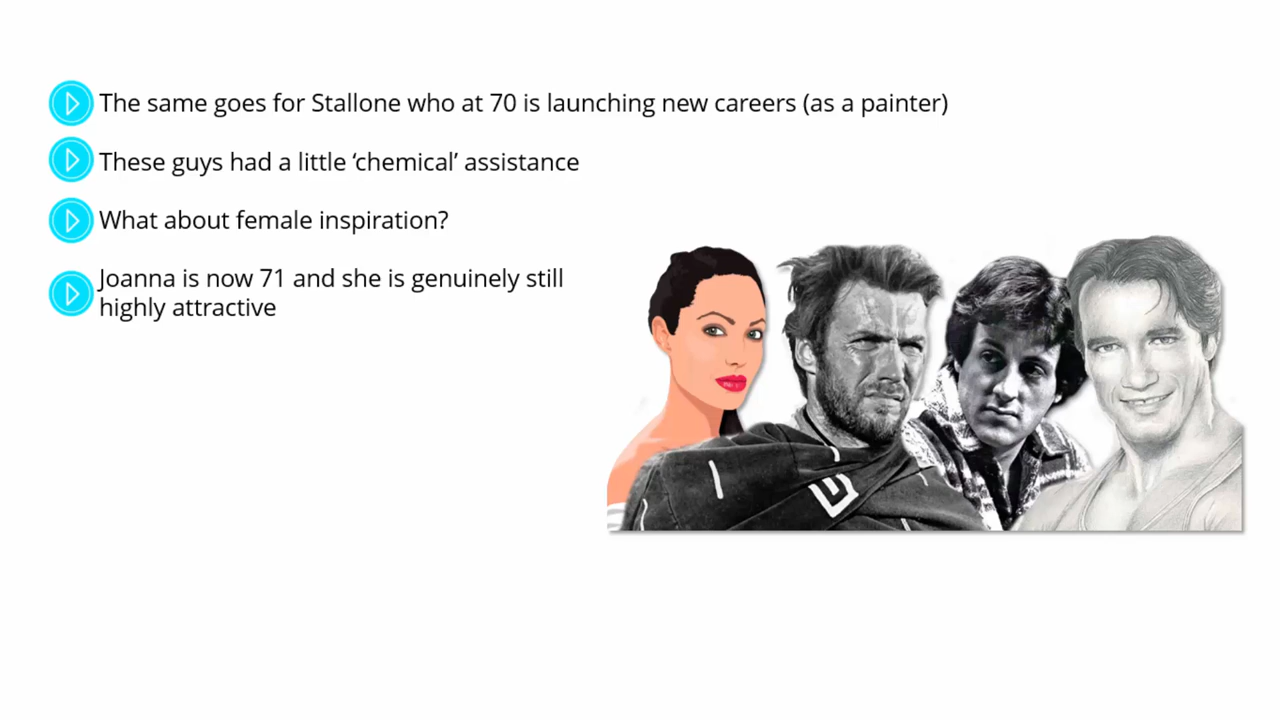 The same goes for Stallone who at 70 is launching new careers (as a painter)
These guys had a little ‘chemical’ assistance
What about female inspiration?
Joanna is now 71 and she is genuinely still
highly attractive